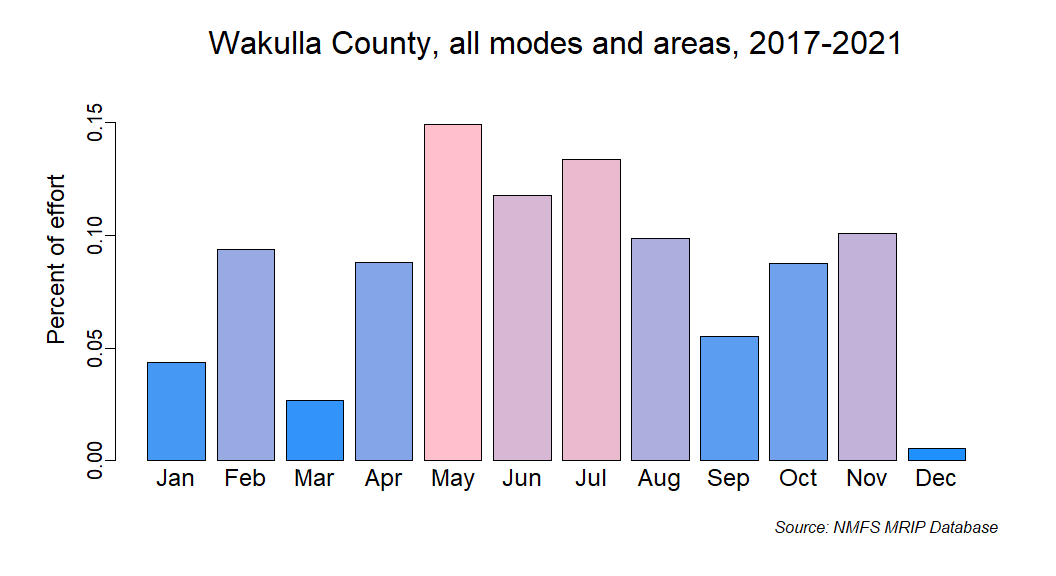 Wakulla County, all modes and areas, 2017-2021
Percent of effort
0.15
0.10
0.05
0.00
Jan Feb Mar Apr May Jun Jul Aug Sep Oct Nov Dec
Source: NMFS MRIP Database